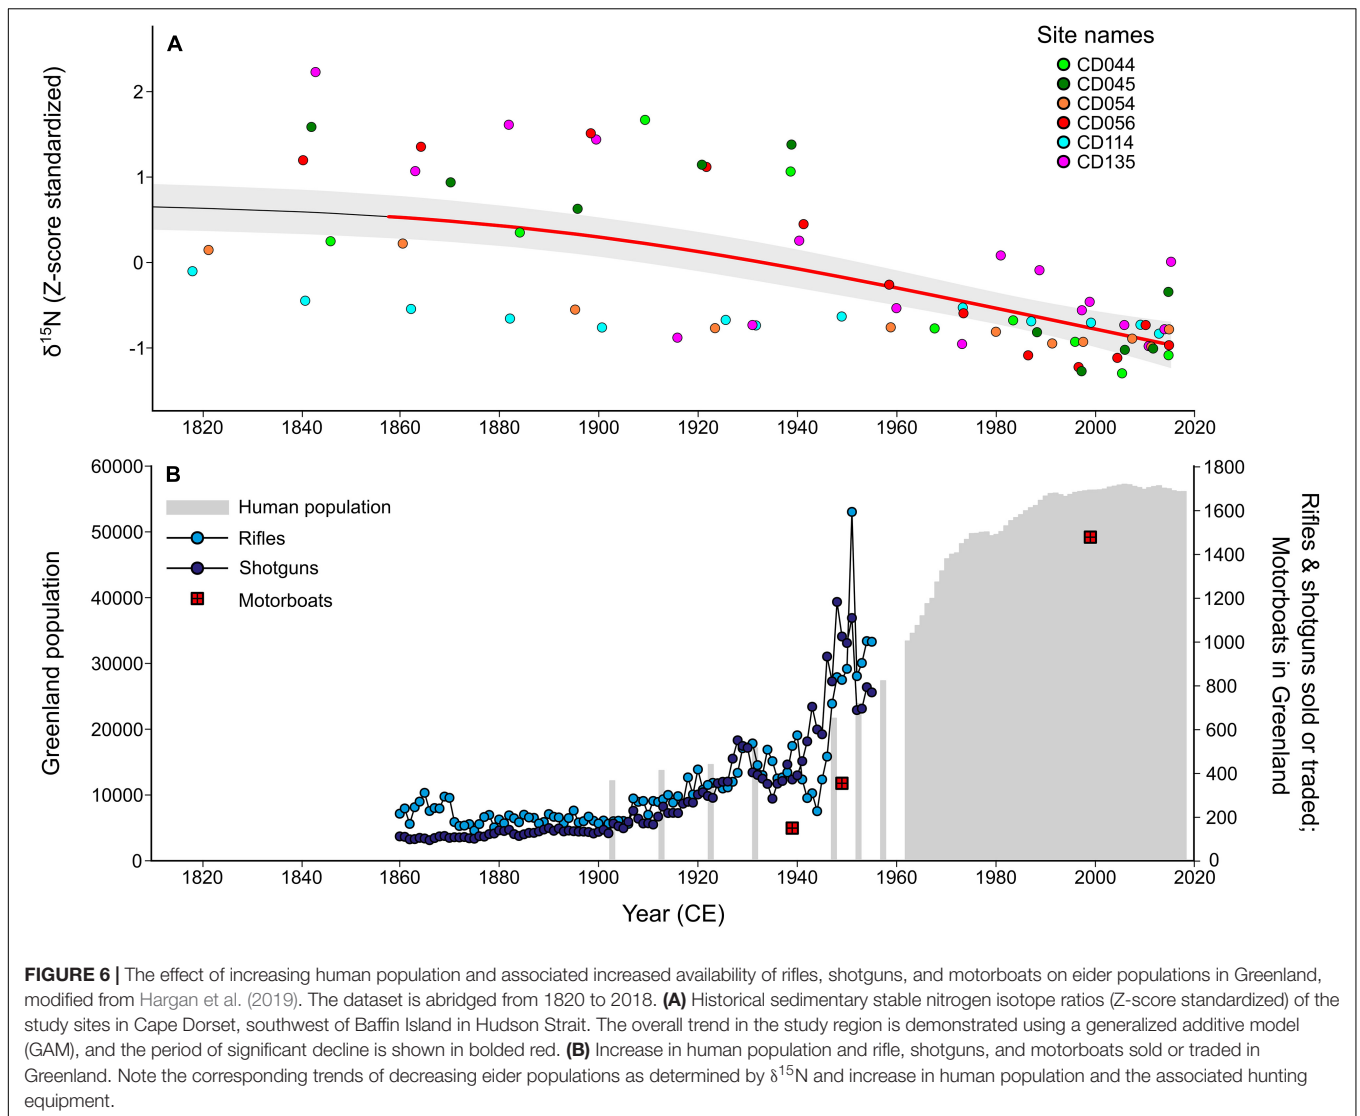 A
Site names
CD044
CD045
CD054
CD056
CD114
CD135
δ15N (Z-score standardized)
2
1
0
-1
1820 1840 1860 1880 1900 1920 1940 1960 1980 2000 2020
B
Human population
Rifles
Shotguns
Motorboats
Greenland population
60000
50000
40000
30000
20000
10000
0
1800
1600
1400
1200
1000
800
600
400
200
0
Rifles & shotguns sold or traded;
Motorboats in Greenland
1820 1840 1860 1880 1900 1920 1940 1960 1980 2000 2020
Year (CE)
FIGURE 6 | The effect of increasing human population and associated increased availability of rifles, shotguns, and motorboats on eider populations in Greenland,
modified from Hargan et al. (2019). The dataset is abridged from 1820 to 2018. (A) Historical sedimentary stable nitrogen isotope ratios (Z-score standardized) of the
study sites in Cape Dorset, southwest of Baffin Island in Hudson Strait. The overall trend in the study region is demonstrated using a generalized additive model
(GAM), and the period of significant decline is shown in bolded red. (B) Increase in human population and rifle, shotguns, and motorboats sold or traded in
Greenland. Note the corresponding trends of decreasing eider populations as determined by δ15N and increase in human population and the associated hunting
equipment.